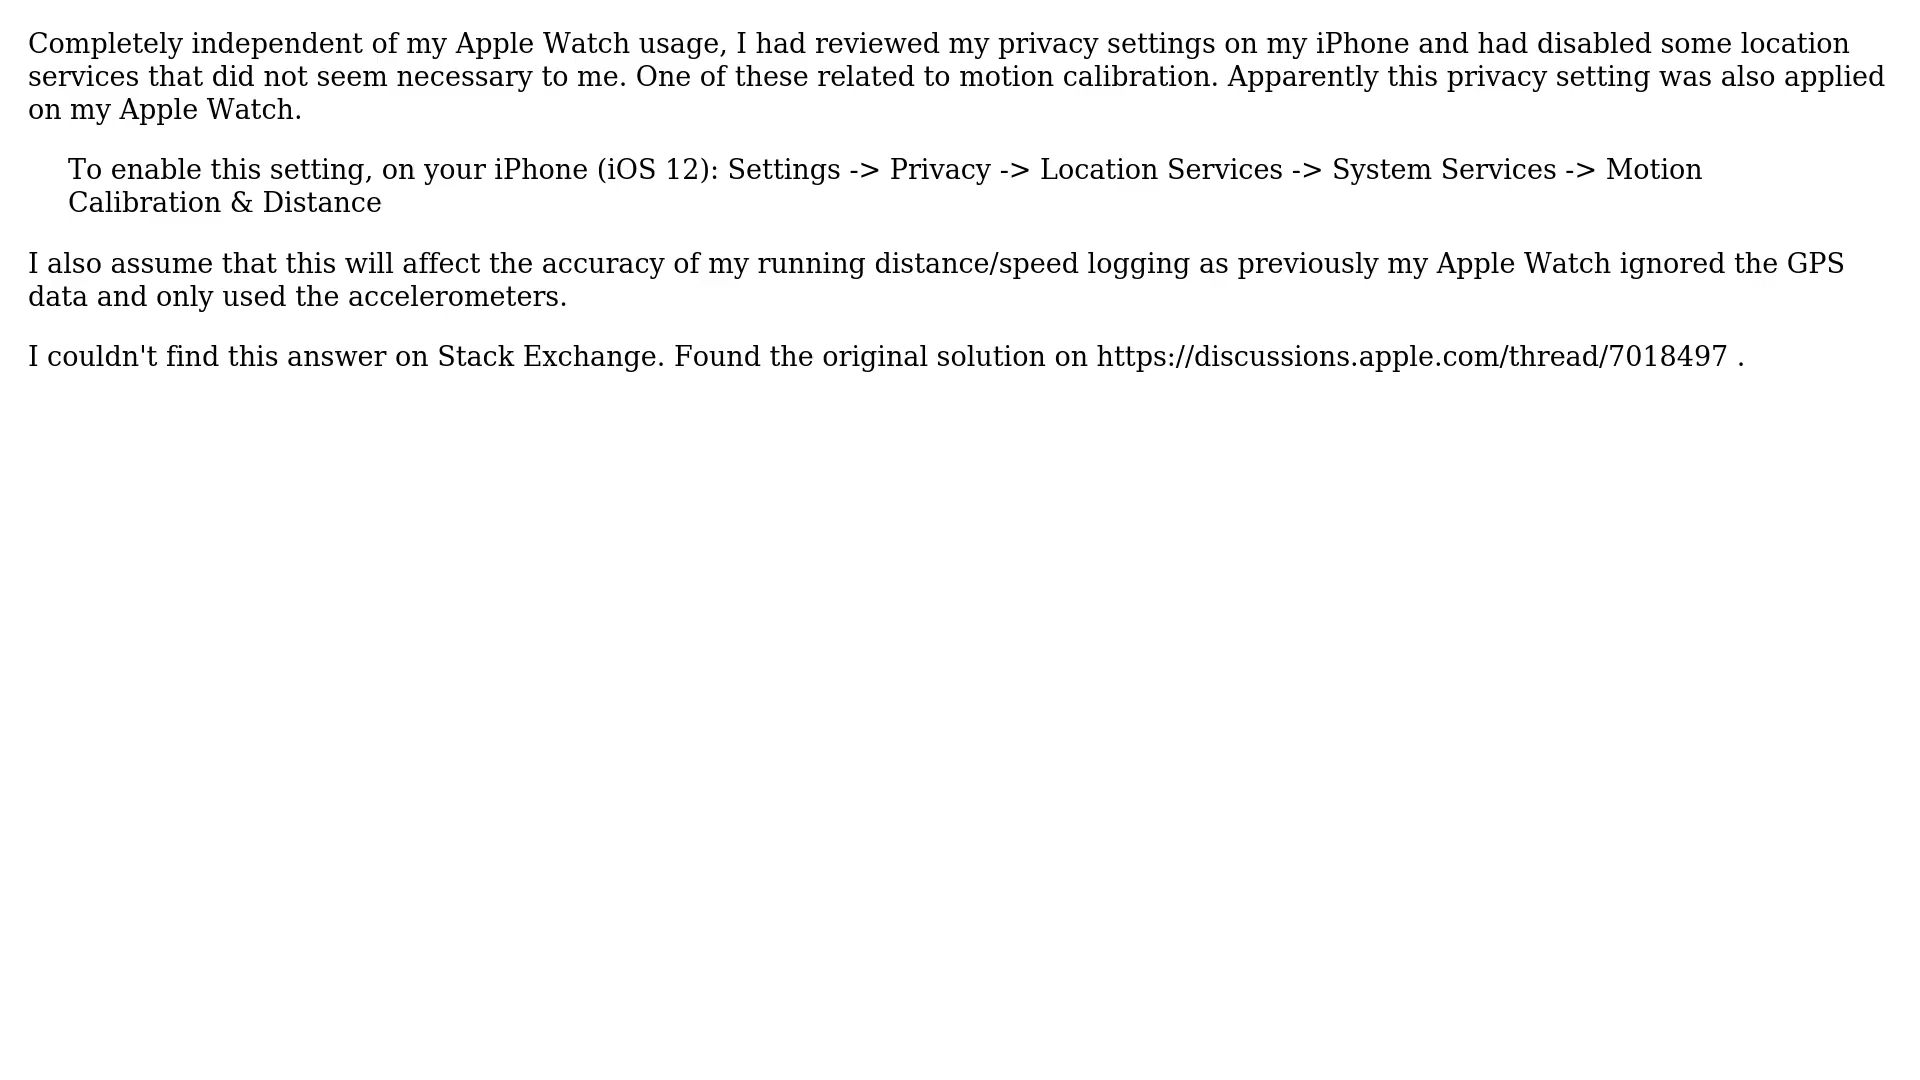 Completely independent of my Apple Watch usage, I had reviewed my privacy settings on my iPhone and had disabled some location
services that did not seem necessary to me. One of these related to motion calibration. Apparently this privacy setting was also applied
on my Apple Watch.
To enable this setting, on your iPhone (iOS 12): Settings -> Privacy -> Location Services -> System Services -> Motion
Calibration & Distance
I also assume that this will affect the accuracy of my running distance/speed logging as previously my Apple Watch ignored the GPS
data and only used the accelerometers.
I couldn't find this answer on Stack Exchange. Found the original solution on https://discussions.apple.com/thread/7018497 .